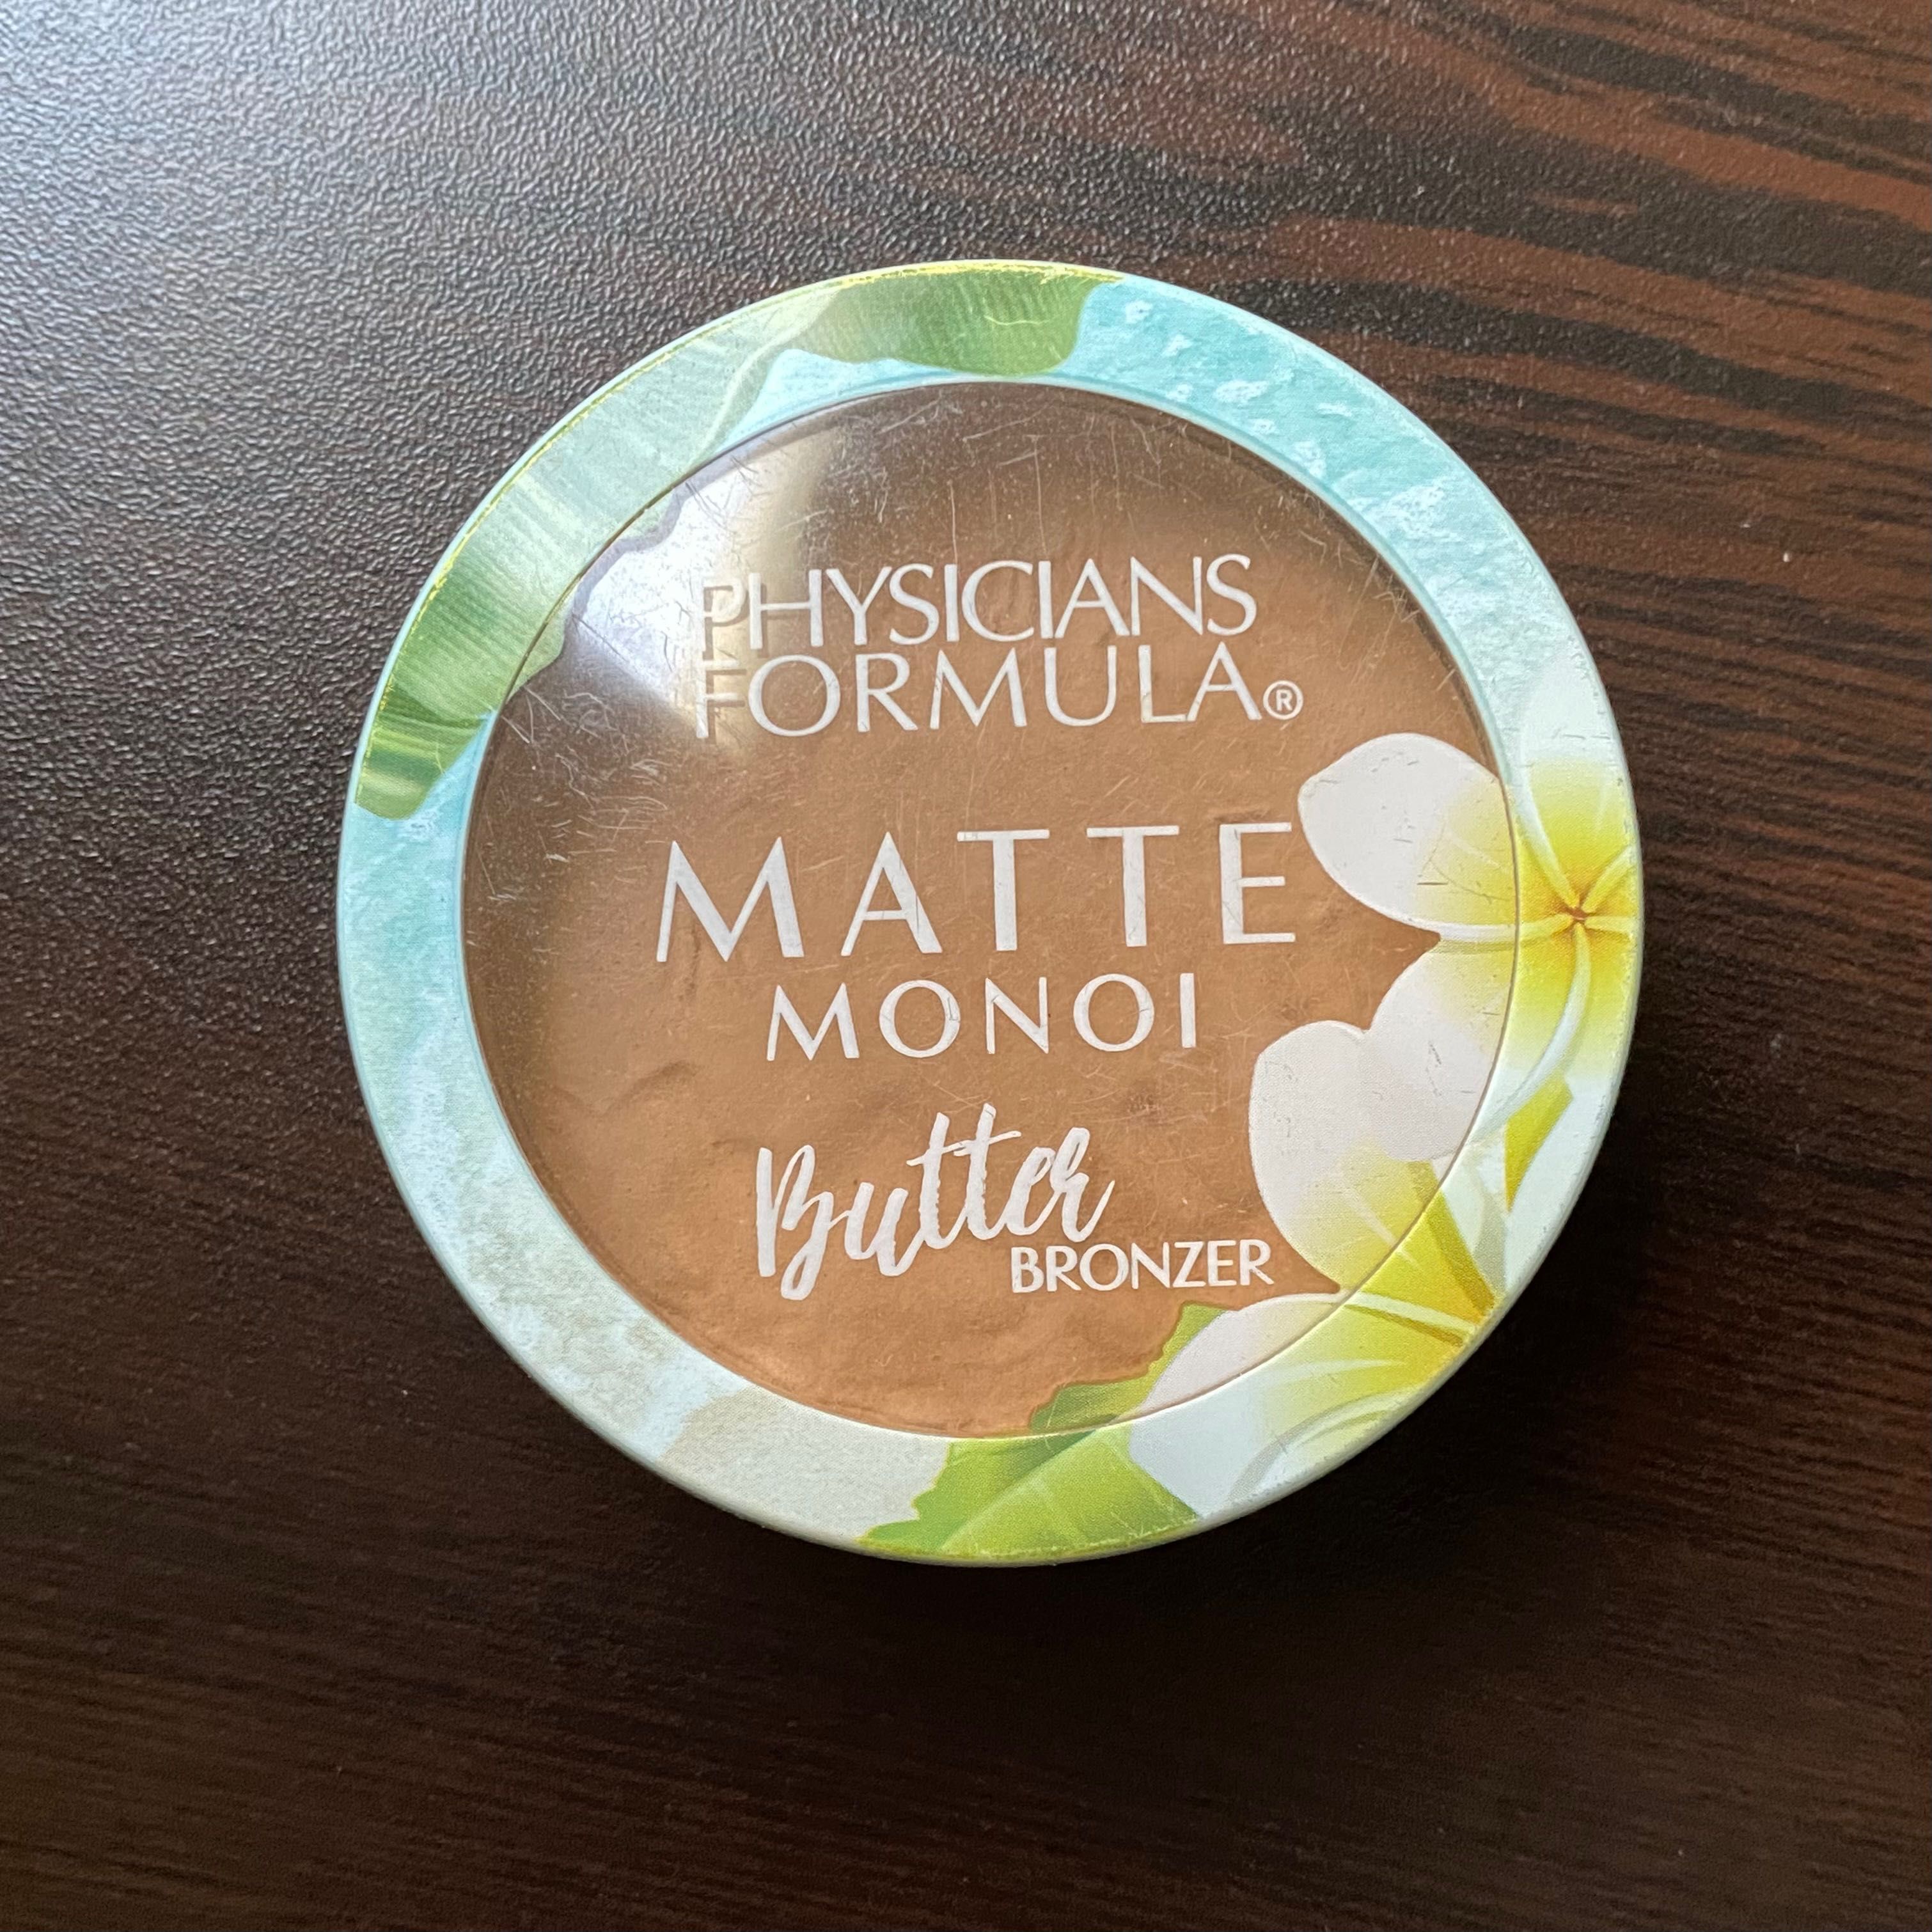 PHYSICIANS
FORMULA®
MATTE
MONOI
Butter
BRONZER